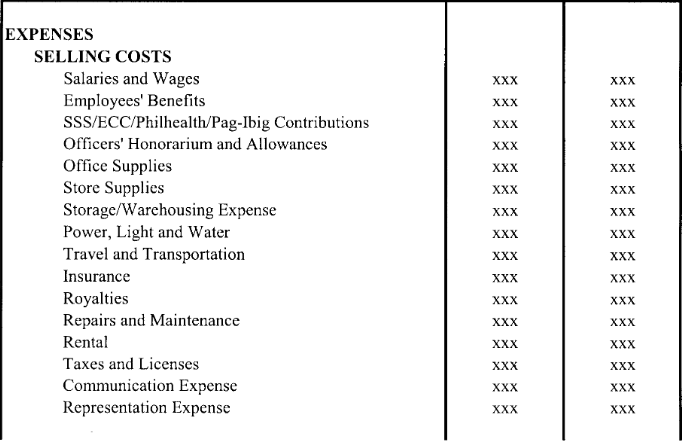 EXPENSES
SELLING COSTS
Salaries and Wages xxx xxx
Employees' Benefits xxx xxx
SSS/ECC/Philhealth/Pag-Ibig Contributions xxx xxx
Officers' Honorarium and Allowances xxx xxx
Office Supplies xxx xxx
Store Supplies xxx xxx
Storage/Warehousing Expense xxx xxx
Power, Light and Water xxx xxx
Travel and Transportation xxx xxx
Insurance xxx xxx
Royalties xxx xxx
Repairs and Maintenance xxx xxx
Rental xxx xxx
Taxes and Licenses xxx xxx
Communication Expense xxx xxx
Representation Expense xxx xxx